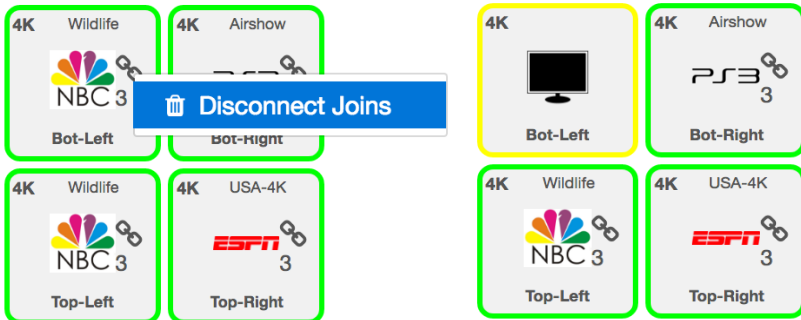 4K Wildlife
NBC 3
Bot-Left
4K Airshow
Bot-Right
Disconnect Joins
4K Wildlife
NBC 3
Top-Left
4K USA-4K
ESPN
3
Top-Right
4K
Bot-Left
4K Airshow
PS3
3
Bot-Right
4K Wildlife
NBC 3
Top-Left
4K USA-4K
ESPN
3
Top-Right